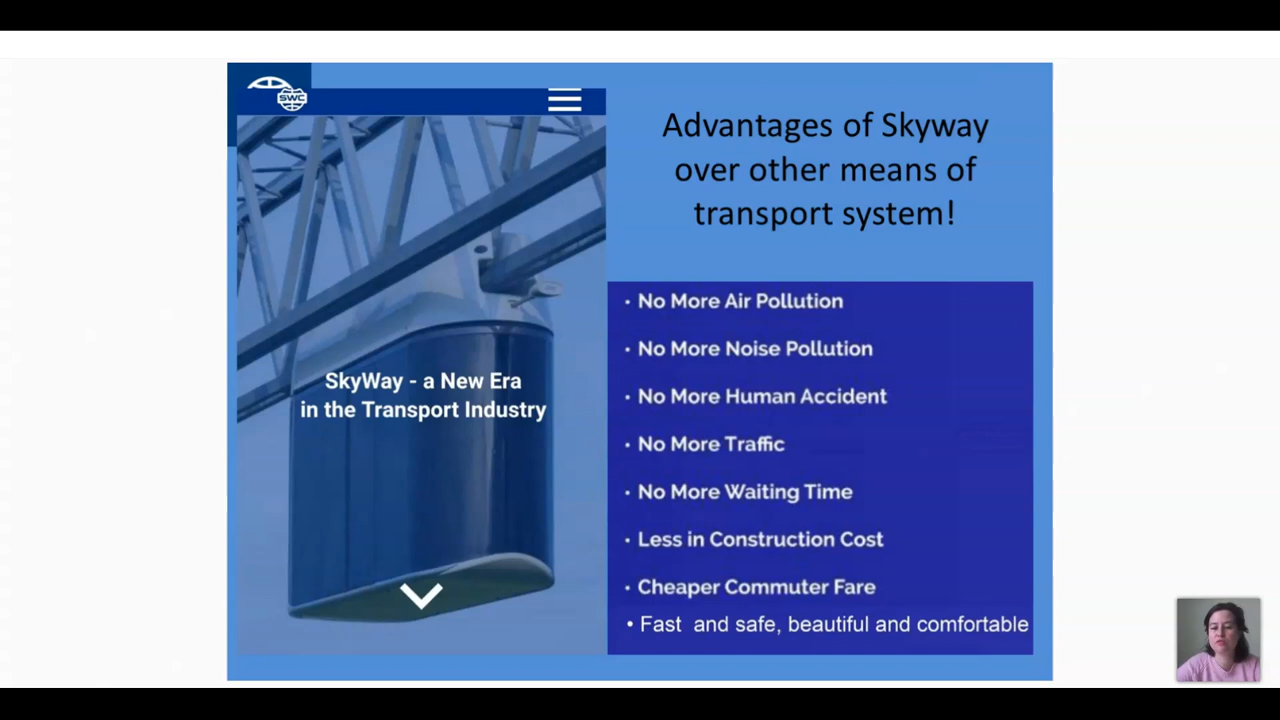 SWC
Advantages of Skyway
over other means of
transport system!
SkyWay - a New Era
in the Transport Industry
· No More Air Pollution
· No More Noise Pollution
· No More Human Accident
· No More Traffic
· No More Waiting Time
· Less in Construction Cost
· Cheaper Commuter Fare
• Fast and safe, beautiful and comfortable